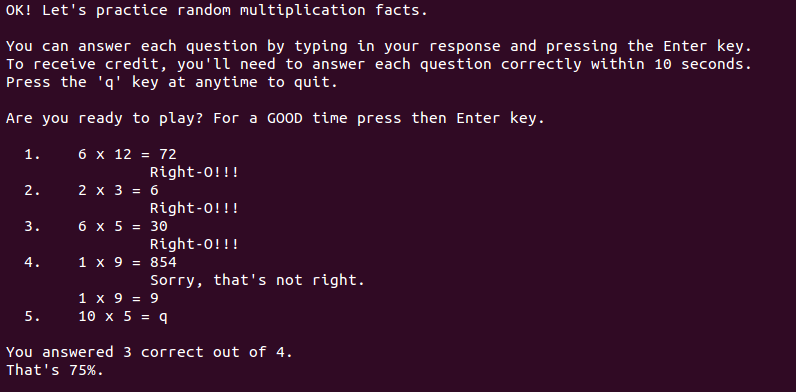 OK! Let's practice random multiplication facts.
You can answer each question by typing in your response and pressing the Enter key.
To receive credit, you'll need to answer each question correctly within 10 seconds.
Press the 'q' key at anytime to quit.
Are you ready to play? For a GOOD time press then Enter key.
1. 6 x 12 = 72
Right-O!!!
2. 2 x 3 = 6
Right-O!!!
3. 6 x 5 = 30
Right-O!!!
4. 1 x 9 = 854
Sorry, that's not right.
1 x 9 = 9
5. 10 x 5 = q
You answered 3 correct out of 4.
That's 75%.